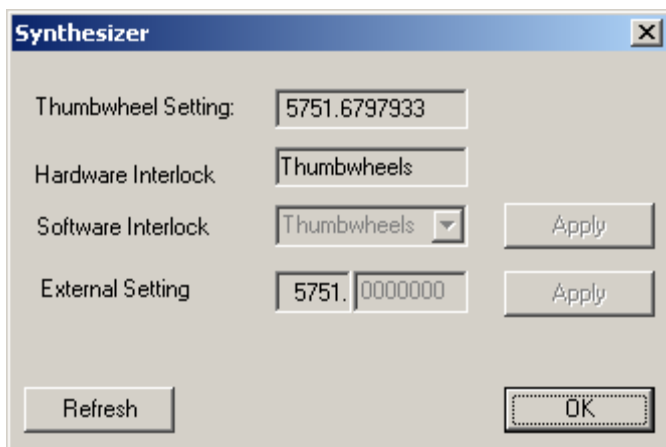 Synthesizer
Thumbwheel Setting: 5751.6797933
Hardware Interlock Thumbwheels
Software Interlock Thumbwheels Apply
External Setting 5751. 0000000 Apply
Refresh OK